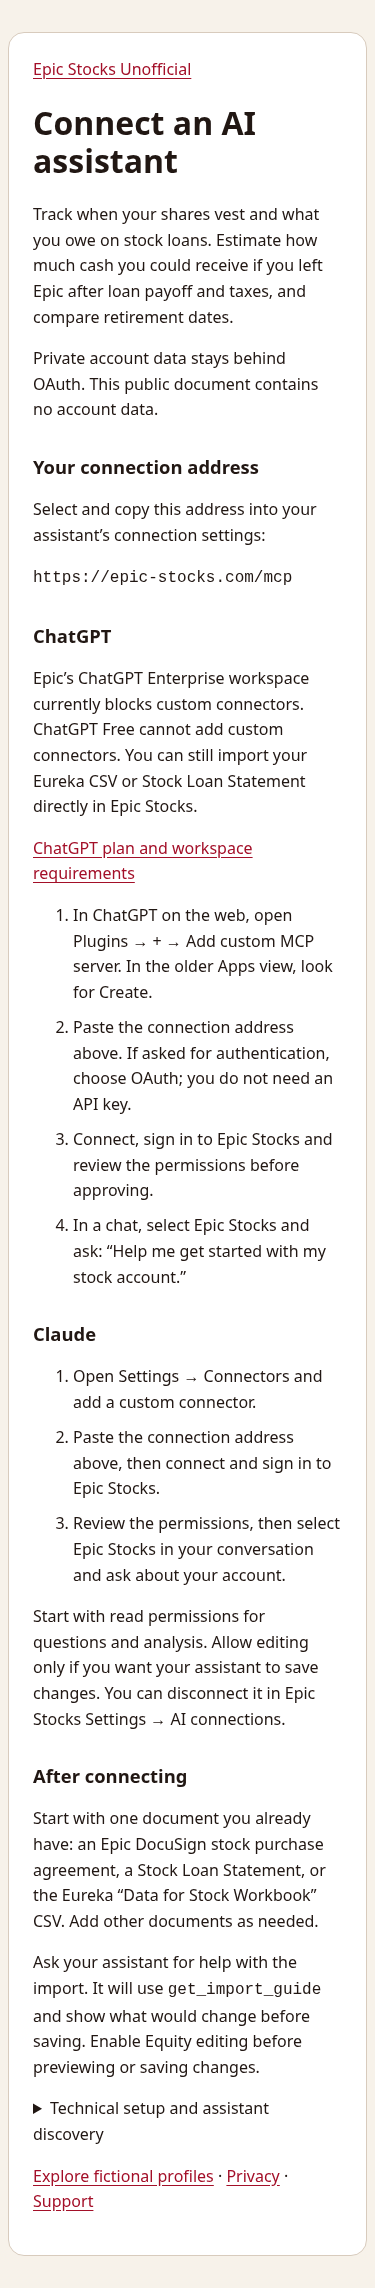 Epic Stocks Unofficial
Connect an AI
assistant
Track when your shares vest and what
you owe on stock loans. Estimate how
much cash you could receive if you left
Epic after loan payoff and taxes, and
compare retirement dates.
Private account data stays behind
OAuth. This public document contains
no account data.
Your connection address
Select and copy this address into your
assistant’s connection settings:
https://epic-stocks.com/mcp
ChatGPT
Epic’s ChatGPT Enterprise workspace
currently blocks custom connectors.
ChatGPT Free cannot add custom
connectors. You can still import your
Eureka CSV or Stock Loan Statement
directly in Epic Stocks.
ChatGPT plan and workspace
requirements
1. In ChatGPT on the web, open
Plugins → + → Add custom MCP
server. In the older Apps view, look
for Create.
2. Paste the connection address
above. If asked for authentication,
choose OAuth; you do not need an
API key.
3. Connect, sign in to Epic Stocks and
review the permissions before
approving.
4. In a chat, select Epic Stocks and
ask: “Help me get started with my
stock account.”
Claude
1. Open Settings → Connectors and
add a custom connector.
2. Paste the connection address
above, then connect and sign in to
Epic Stocks.
3. Review the permissions, then select
Epic Stocks in your conversation
and ask about your account.
Start with read permissions for
questions and analysis. Allow editing
only if you want your assistant to save
changes. You can disconnect it in Epic
Stocks Settings → AI connections.
After connecting
Start with one document you already
have: an Epic DocuSign stock purchase
agreement, a Stock Loan Statement, or
the Eureka “Data for Stock Workbook”
CSV. Add other documents as needed.
Ask your assistant for help with the
import. It will use get_import_guide
and show what would change before
saving. Enable Equity editing before
previewing or saving changes.
▶ Technical setup and assistant
discovery
Explore fictional profiles · Privacy ·
Support